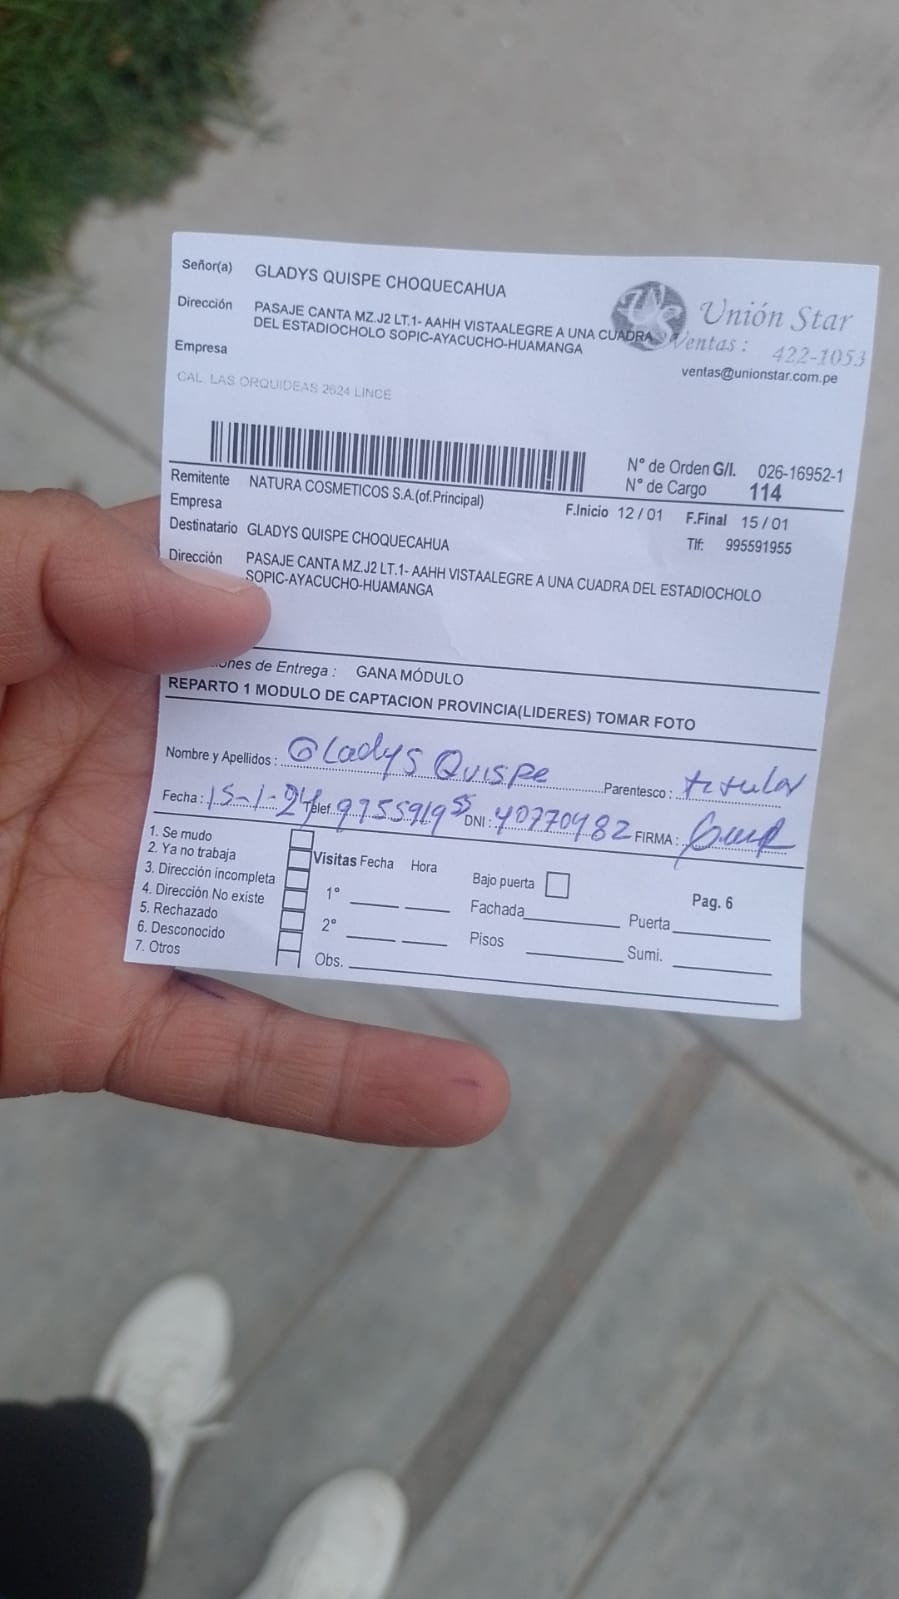 Señor(a) GLADYS QUISPE CHOQUECAHUA
Dirección PASAJE CANTA MZ.J2 LT.1- AAHH VISTAALEGRE A UNA CUADRA
DEL ESTADIOCHOLO SOPIC-AYACUCHO-HUAMANGA
Empresa
CAL. LAS ORQUIDEAS 2624 LINCE
Unión Star
Ventas : 422-1053
ventas@unionstar.com.pe
N° de Orden G/I. 026-16952-1
N° de Cargo 114
Remitente NATURA COSMETICOS S.A.(of.Principal)
F.Inicio 12 / 01 F.Final 15 / 01
Empresa
Tlf: 995591955
Destinatario GLADYS QUISPE CHOQUECAHUA
Dirección PASAJE CANTA MZ.J2 LT.1- AAHH VISTAALEGRE A UNA CUADRA DEL ESTADIOCHOLO
SOPIC-AYACUCHO-HUAMANGA
ones de Entrega : GANA MÓDULO
REPARTO 1 MODULO DE CAPTACION PROVINCIA(LIDERES) TOMAR FOTO
Nombre y Apellidos : Gladys Quispe Parentesco : titular
Fecha : 15-1-24 Telef. 975591955 DNI : 40770482 FIRMA :
1. Se mudo
2. Ya no trabaja
3. Dirección incompleta
4. Dirección No existe
5. Rechazado
6. Desconocido
7. Otros
Visitas Fecha Hora
1°
2°
Obs.
Bajo puerta
Fachada Puerta
Pisos Sumi.
Pag. 6